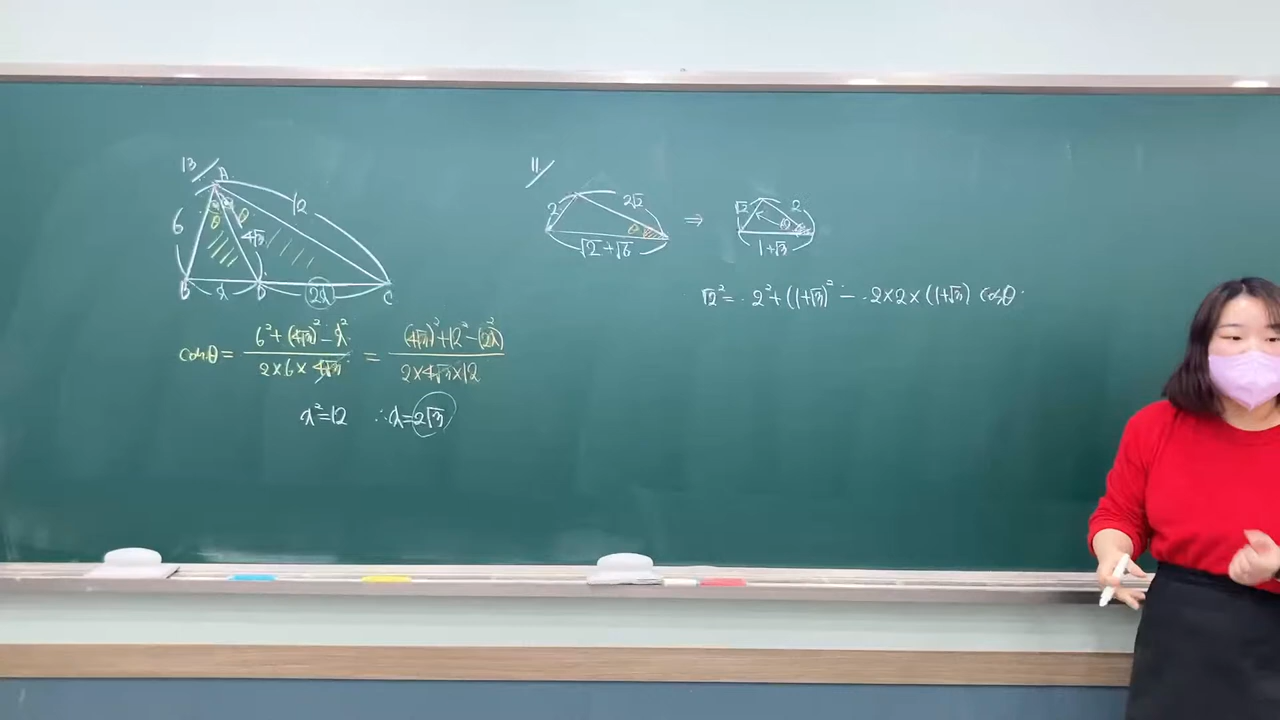 13/
A
12
6
θ
θ
4√3
B
x
D
2x
C
cosθ = (6²+(4√3)²-x²)/(2×6×4√3) = ((4√3)²+12²-(2x)²)/(2×4√3×12)
x²=12 ∴x=2√3
11/
2
2√2
θ
√2+√6
⇒
√2
2
θ
1+√3
√2² = 2²+(1+√3)² - 2×2×(1+√3) cosθ